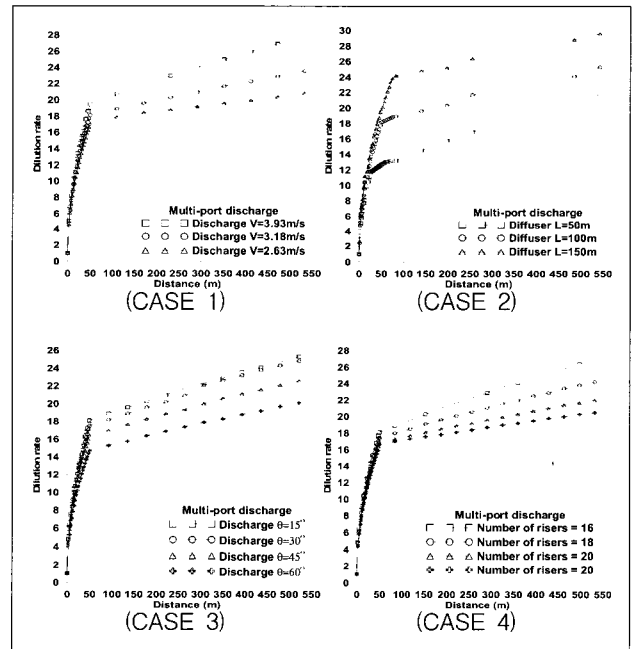 28
26
24
22
20
18
16
14
12
10
8
6
4
2
0
Dilution rate
Multi-port discharge
Discharge V=3.93m/s
Discharge V=3.18m/s
Discharge V=2.63m/s
0 50 100 150 200 250 300 350 400 450 500 550
Distance (m)
(CASE 1)
30
28
26
24
22
20
18
16
14
12
10
8
6
4
2
0
Dilution rate
Multi-port discharge
Diffuser L=50m
Diffuser L=100m
Diffuser L=150m
0 50 100 150 200 250 300 350 400 450 500 550
Distance (m)
(CASE 2)
26
24
22
20
18
16
14
12
10
8
6
4
2
0
Dilution rate
Multi-port discharge
Discharge θ=15°
Discharge θ=30°
Discharge θ=45°
Discharge θ=60°
0 50 100 150 200 250 300 350 400 450 500 550
Distance (m)
(CASE 3)
28
26
24
22
20
18
16
14
12
10
8
6
4
2
0
Dilution rate
Multi-port discharge
Number of risers = 16
Number of risers = 18
Number of risers = 20
Number of risers = 20
0 50 100 150 200 250 300 350 400 450 500 550
Distance (m)
(CASE 4)